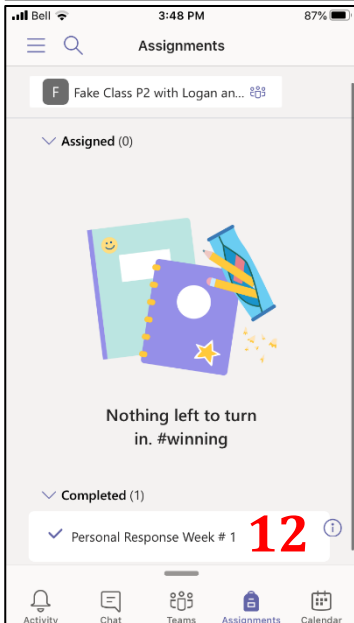 Bell 3:48 PM 87%
Assignments
F Fake Class P2 with Logan an...
Assigned (0)
Nothing left to turn
in. #winning
Completed (1)
Personal Response Week # 1 12
Activity Chat Teams Assignments Calendar